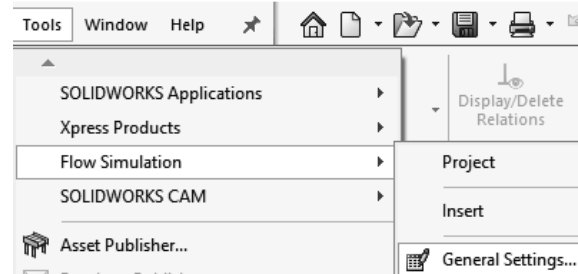 Tools Window Help
Display/Delete
Relations
SOLIDWORKS Applications
Xpress Products
Flow Simulation
SOLIDWORKS CAM
Asset Publisher...
Project
Insert
General Settings...